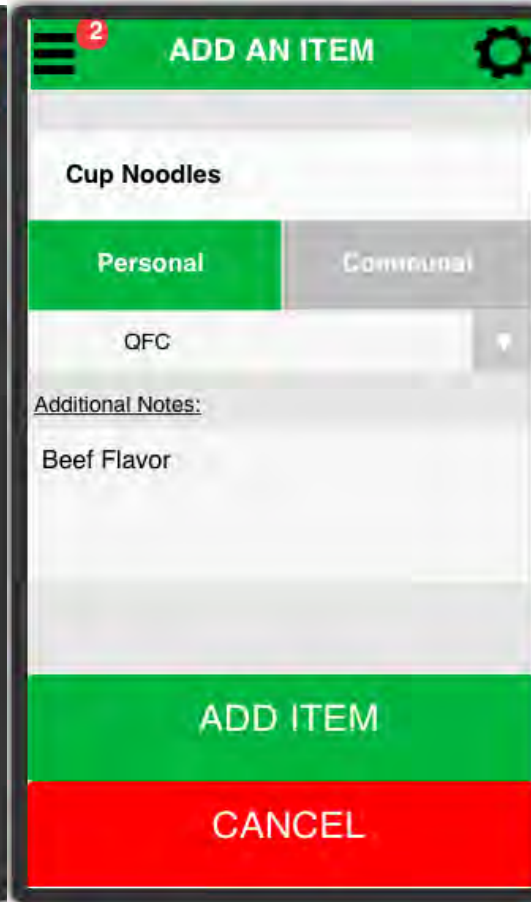 2
ADD AN ITEM
Cup Noodles
Personal Communal
QFC
Additional Notes:
Beef Flavor
ADD ITEM
CANCEL